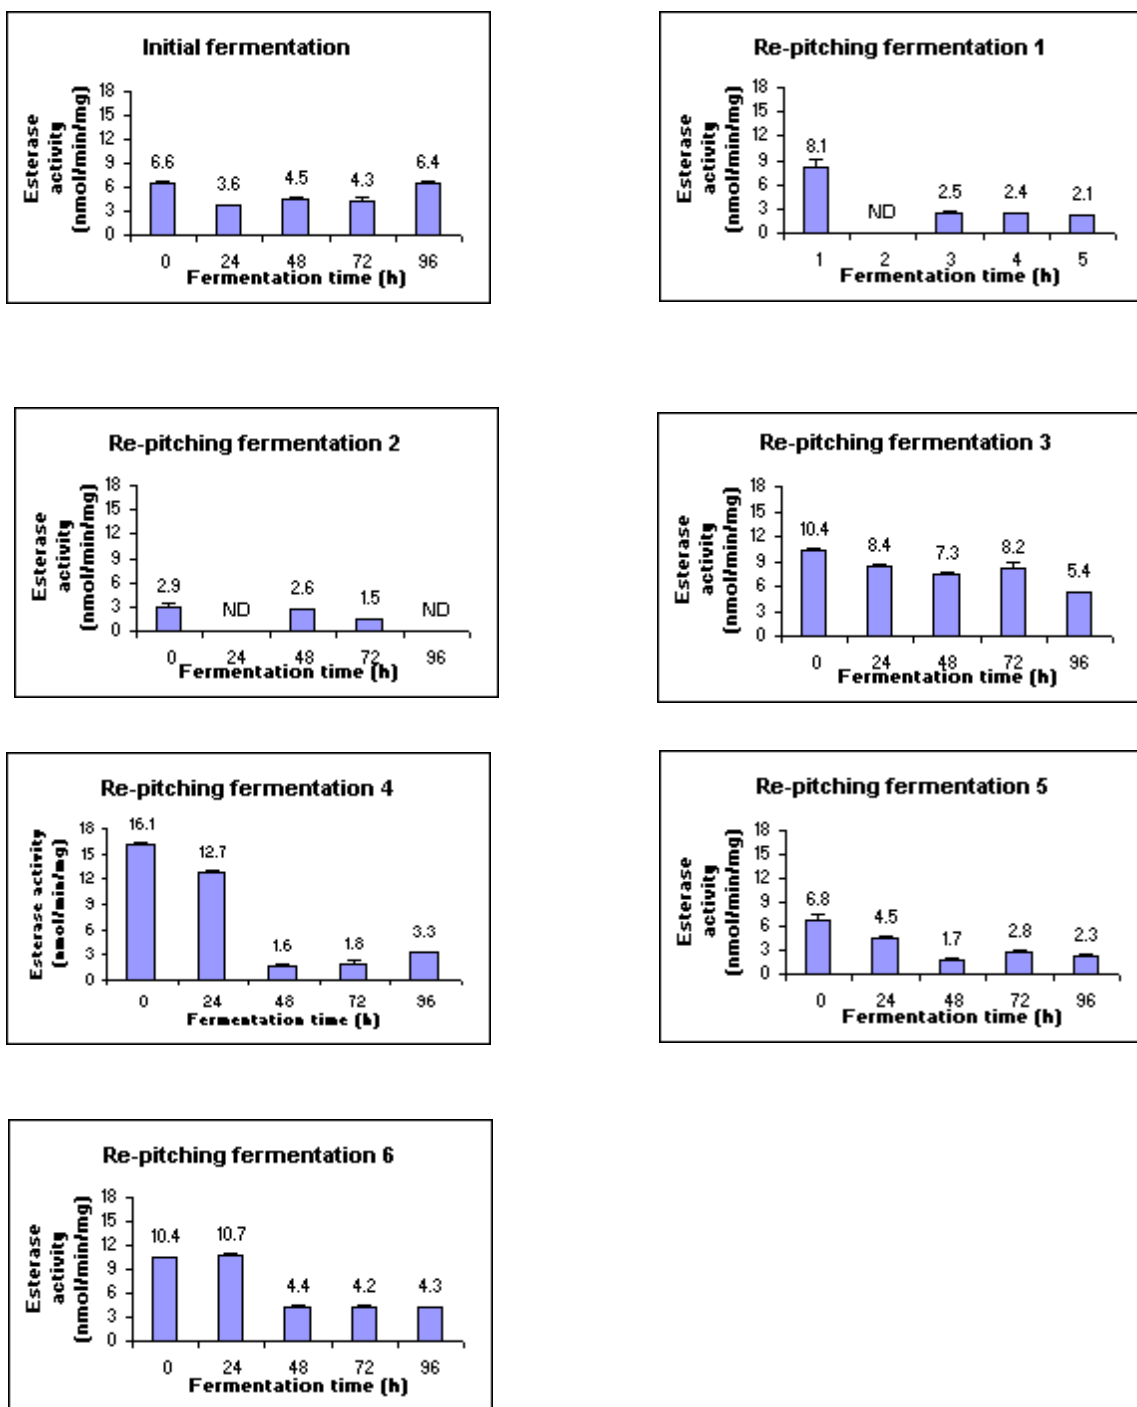 Initial fermentation
Esterase
activity
(nmol/min/mg)
18
15
12
9
6
3
0
6.6
3.6
4.5
4.3
6.4
0 24 48 72 96
Fermentation time (h)
Re-pitching fermentation 1
Esterase
activity
(nmol/min/mg)
18
15
12
9
6
3
0
8.1
ND
2.5
2.4
2.1
1 2 3 4 5
Fermentation time (h)
Re-pitching fermentation 2
Esterase
activity
(nmol/min/mg)
18
15
12
9
6
3
0
2.9
ND
2.6
1.5
ND
0 24 48 72 96
Fermentation time (h)
Re-pitching fermentation 3
Esterase
activity
(nmol/min/mg)
18
15
12
9
6
3
0
10.4
8.4
7.3
8.2
5.4
0 24 48 72 96
Fermentation time (h)
Re-pitching fermentation 4
Esterase activity
(nmol/min/mg)
18
15
12
9
6
3
0
16.1
12.7
1.6
1.8
3.3
0 24 48 72 96
Fermentation time (h)
Re-pitching fermentation 5
Esterase
activity
(nmol/min/mg)
18
15
12
9
6
3
0
6.8
4.5
1.7
2.8
2.3
0 24 48 72 96
Fermentation time (h)
Re-pitching fermentation 6
Esterase
activity
(nmol/min/mg)
18
15
12
9
6
3
0
10.4
10.7
4.4
4.2
4.3
0 24 48 72 96
Fermentation time (h)